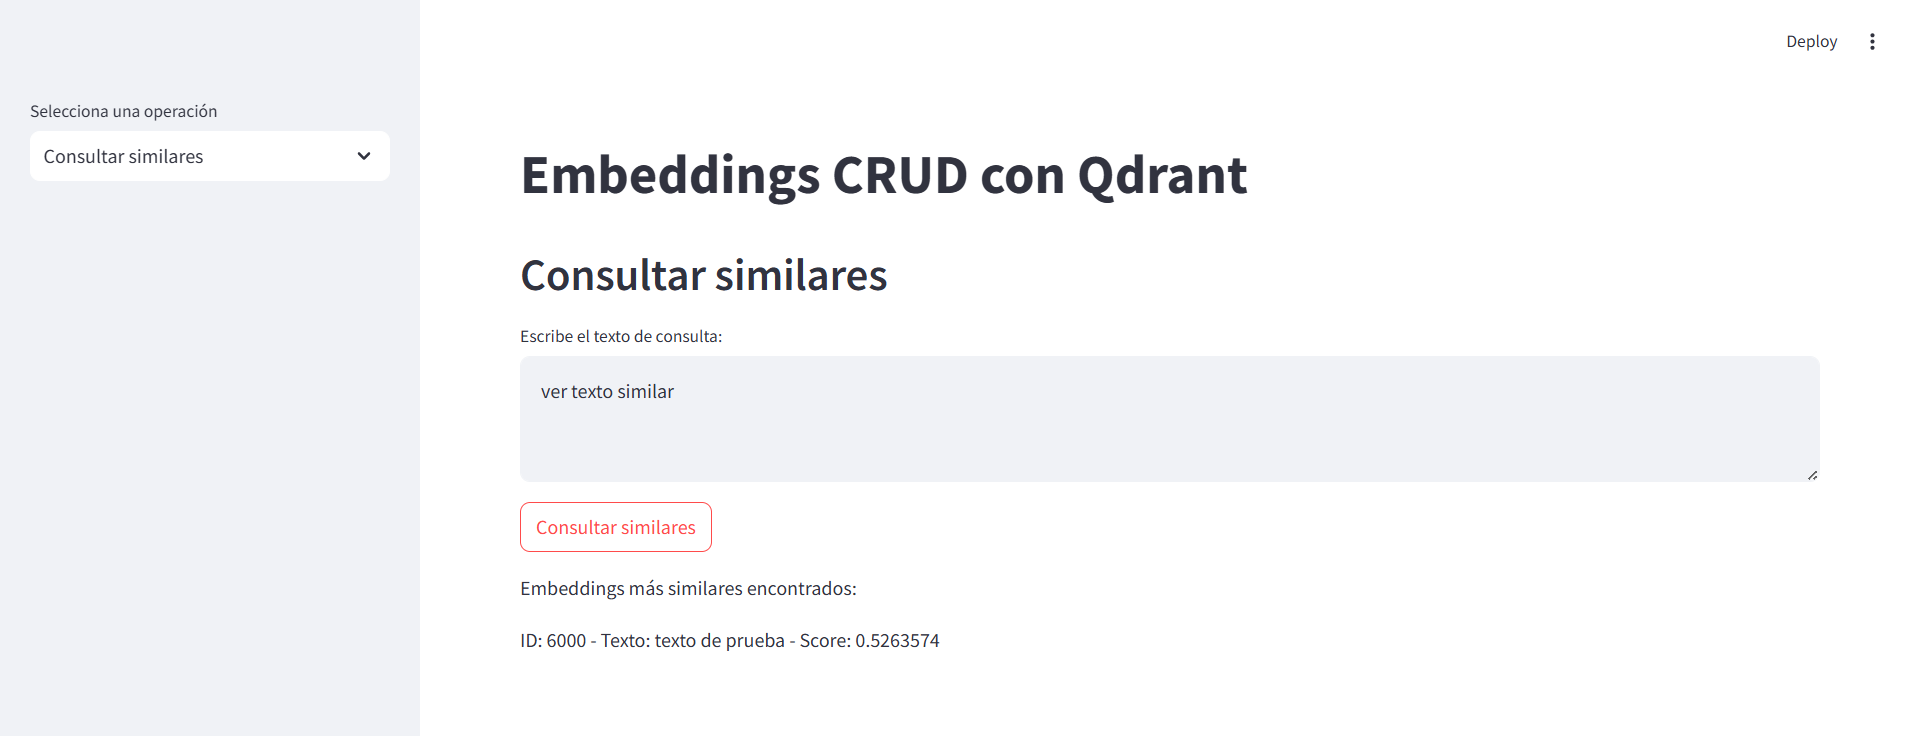 Deploy
Selecciona una operación
Consultar similares
Embeddings CRUD con Qdrant
Consultar similares
Escribe el texto de consulta:
ver texto similar
Consultar similares
Embeddings más similares encontrados:
ID: 6000 - Texto: texto de prueba - Score: 0.5263574